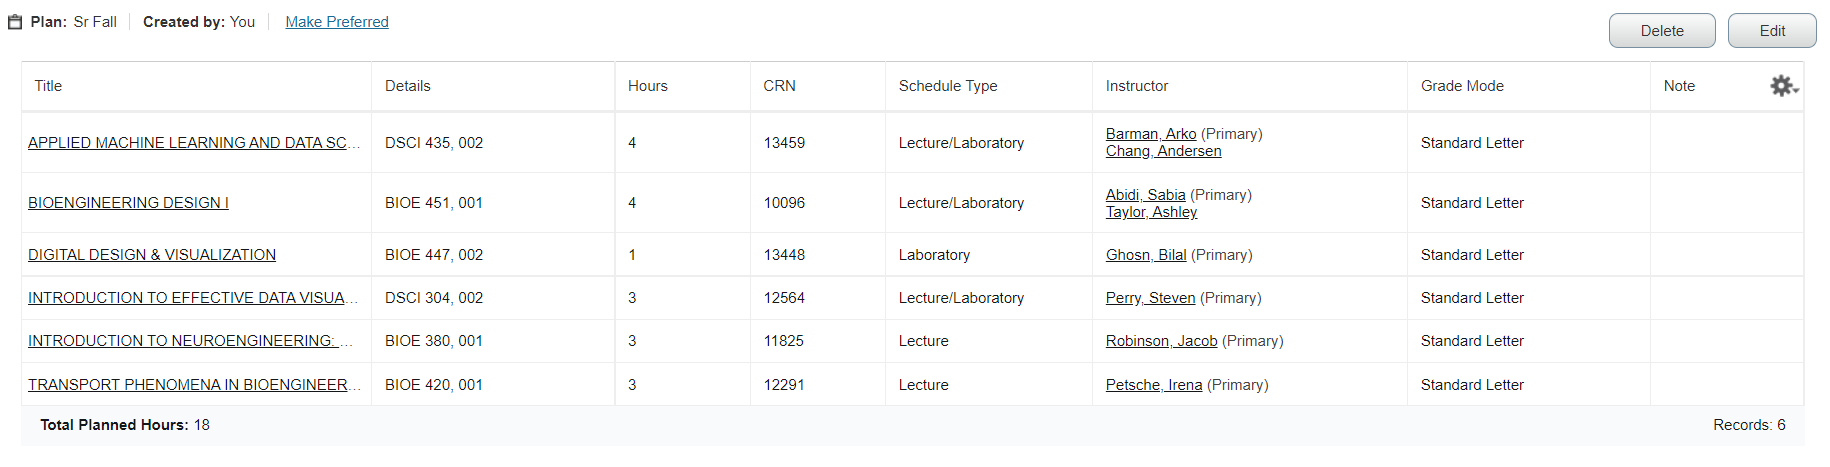 Plan: Sr Fall Created by: You Make Preferred
Delete Edit
Title Details Hours CRN Schedule Type Instructor Grade Mode Note
APPLIED MACHINE LEARNING AND DATA SC... DSCI 435, 002 4 13459 Lecture/Laboratory Barman, Arko (Primary) Standard Letter
Chang, Andersen
BIOENGINEERING DESIGN I BIOE 451, 001 4 10096 Lecture/Laboratory Abidi, Sabia (Primary) Standard Letter
Taylor, Ashley
DIGITAL DESIGN & VISUALIZATION BIOE 447, 002 1 13448 Laboratory Ghosn, Bilal (Primary) Standard Letter
INTRODUCTION TO EFFECTIVE DATA VISUA... DSCI 304, 002 3 12564 Lecture/Laboratory Perry, Steven (Primary) Standard Letter
INTRODUCTION TO NEUROENGINEERING: ... BIOE 380, 001 3 11825 Lecture Robinson, Jacob (Primary) Standard Letter
TRANSPORT PHENOMENA IN BIOENGINEER... BIOE 420, 001 3 12291 Lecture Petsche, Irena (Primary) Standard Letter
Total Planned Hours: 18 Records: 6